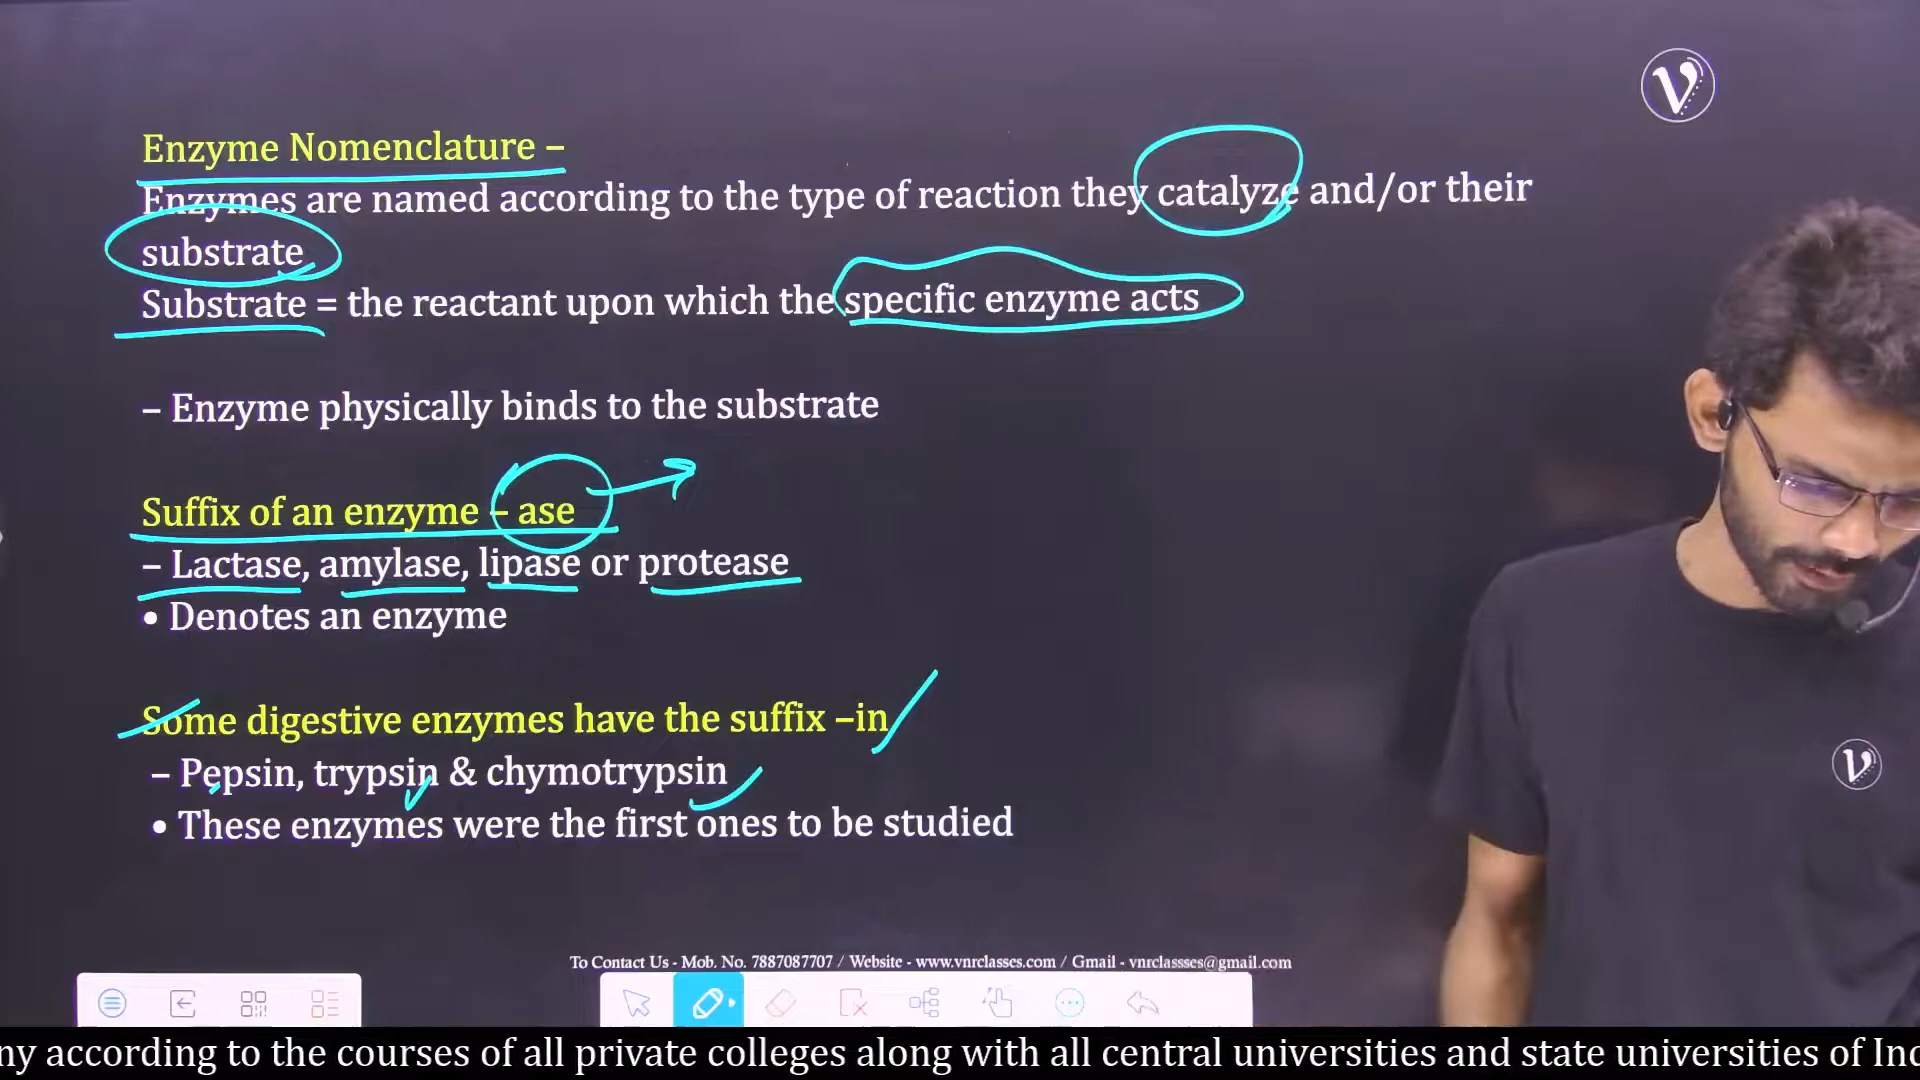 Enzyme Nomenclature –
Enzymes are named according to the type of reaction they catalyze and/or their
substrate
Substrate = the reactant upon which the specific enzyme acts
– Enzyme physically binds to the substrate
Suffix of an enzyme – ase
– Lactase, amylase, lipase or protease
• Denotes an enzyme
Some digestive enzymes have the suffix –in
– Pepsin, trypsin & chymotrypsin
• These enzymes were the first ones to be studied
To Contact Us - Mob. No. 7887087707 / Website - www.vnrclasses.com / Gmail - vnrclassses@gmail.com
ny according to the courses of all private colleges along with all central universities and state universities of Inc
V
V